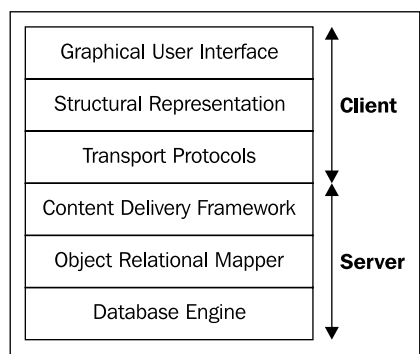 Graphical User Interface
Structural Representation
Client
Transport Protocols
Content Delivery Framework
Object Relational Mapper
Server
Database Engine